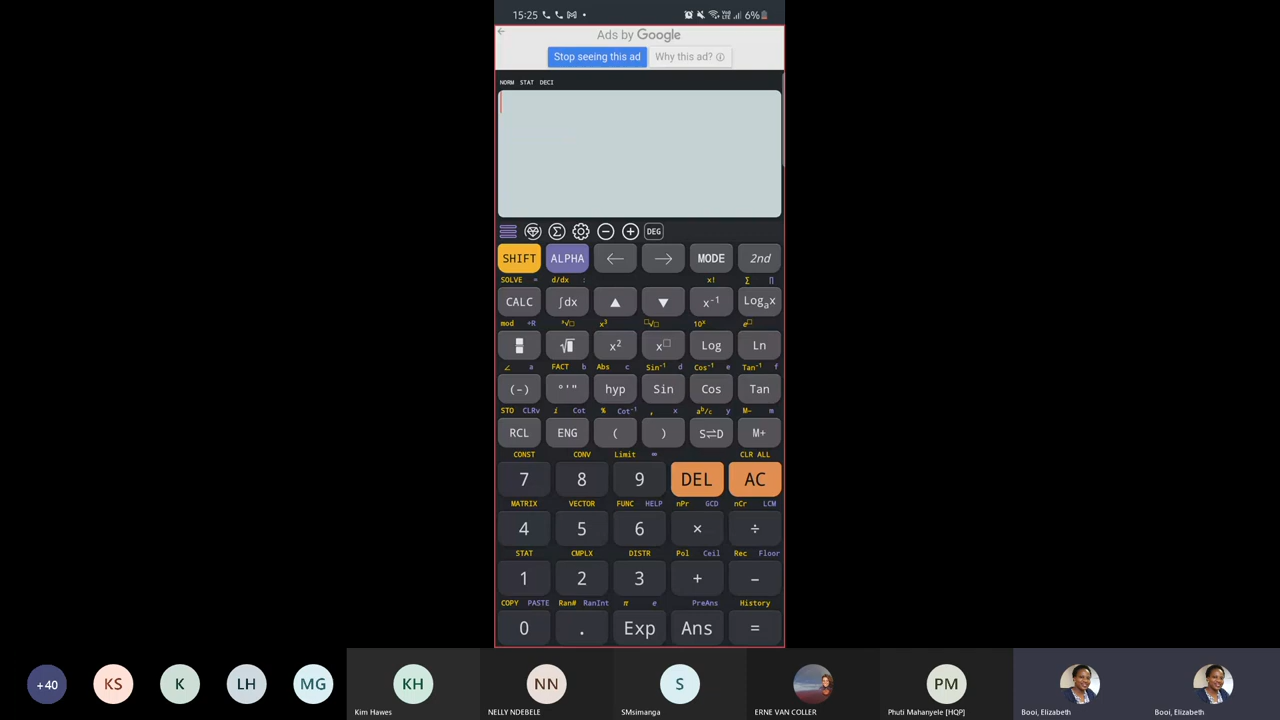 15:25 6%
Ads by Google
Stop seeing this ad Why this ad?
NORM STAT DECI
DEG
SHIFT ALPHA ← → MODE 2nd
SOLVE = d/dx : x! ∑ ∏
CALC ∫dx ▲ ▼ x⁻¹ Logₐx
mod ÷R ³√□ x³ □√□ 10ˣ e□
√ x² x□ Log Ln
∠ a FACT b Abs c Sin⁻¹ d Cos⁻¹ e Tan⁻¹ f
(−) °'" hyp Sin Cos Tan
STO CLRv i Cot % Cot⁻¹ , x a b/c y M− m
RCL ENG ( ) S⇌D M+
CONST CONV Limit ∞ CLR ALL
7 8 9 DEL AC
MATRIX VECTOR FUNC HELP nPr GCD nCr LCM
4 5 6 × ÷
STAT CMPLX DISTR Pol Ceil Rec Floor
1 2 3 + −
COPY PASTE Ran# RanInt π e PreAns History
0 . Exp Ans =
+40 KS K LH MG KH NN S PM
Kim Hawes NELLY NDEBELE SMsimanga ERNE VAN COLLER Phuti Mahanyele [HQP] Booi, Elizabeth Booi, Elizabeth